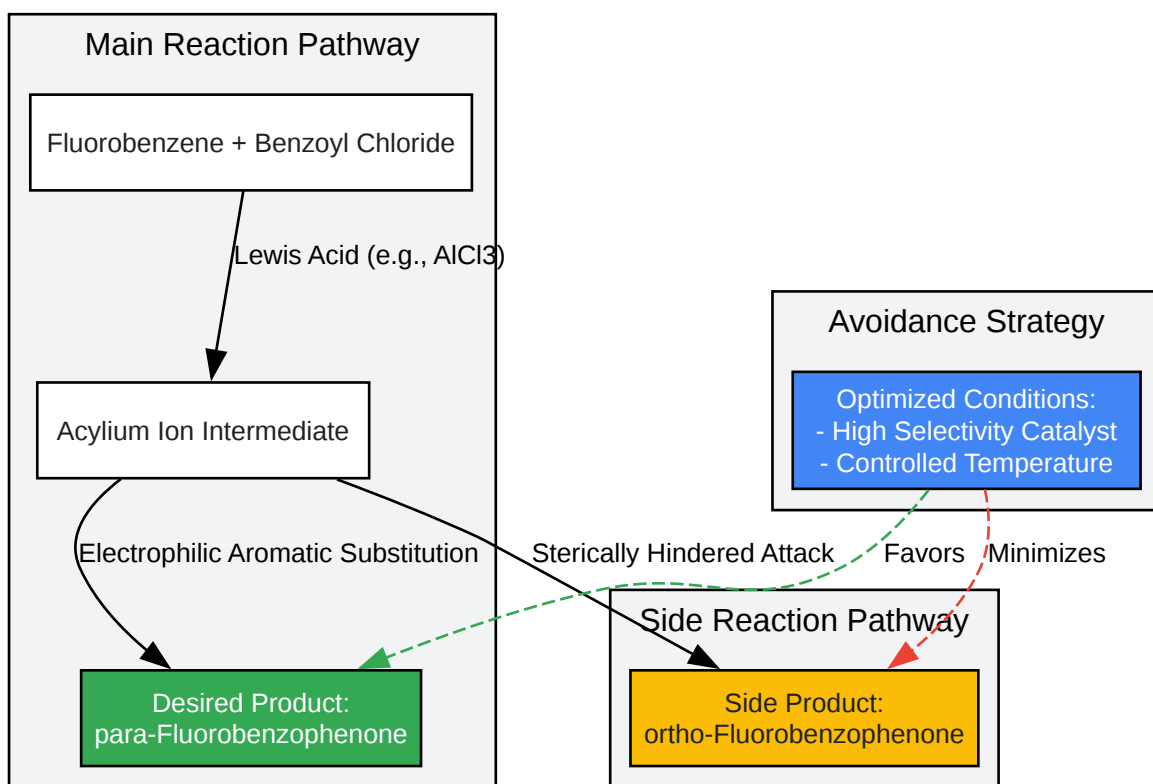 Main Reaction Pathway
Fluorobenzene + Benzoyl Chloride
Lewis Acid (e.g., AlCl3)
Acylium Ion Intermediate
Avoidance Strategy
Optimized Conditions:
- High Selectivity Catalyst
- Controlled Temperature
Electrophilic Aromatic Substitution
Sterically Hindered Attack
Favors
Minimizes
Side Reaction Pathway
Desired Product:
para-Fluorobenzophenone
Side Product:
ortho-Fluorobenzophenone